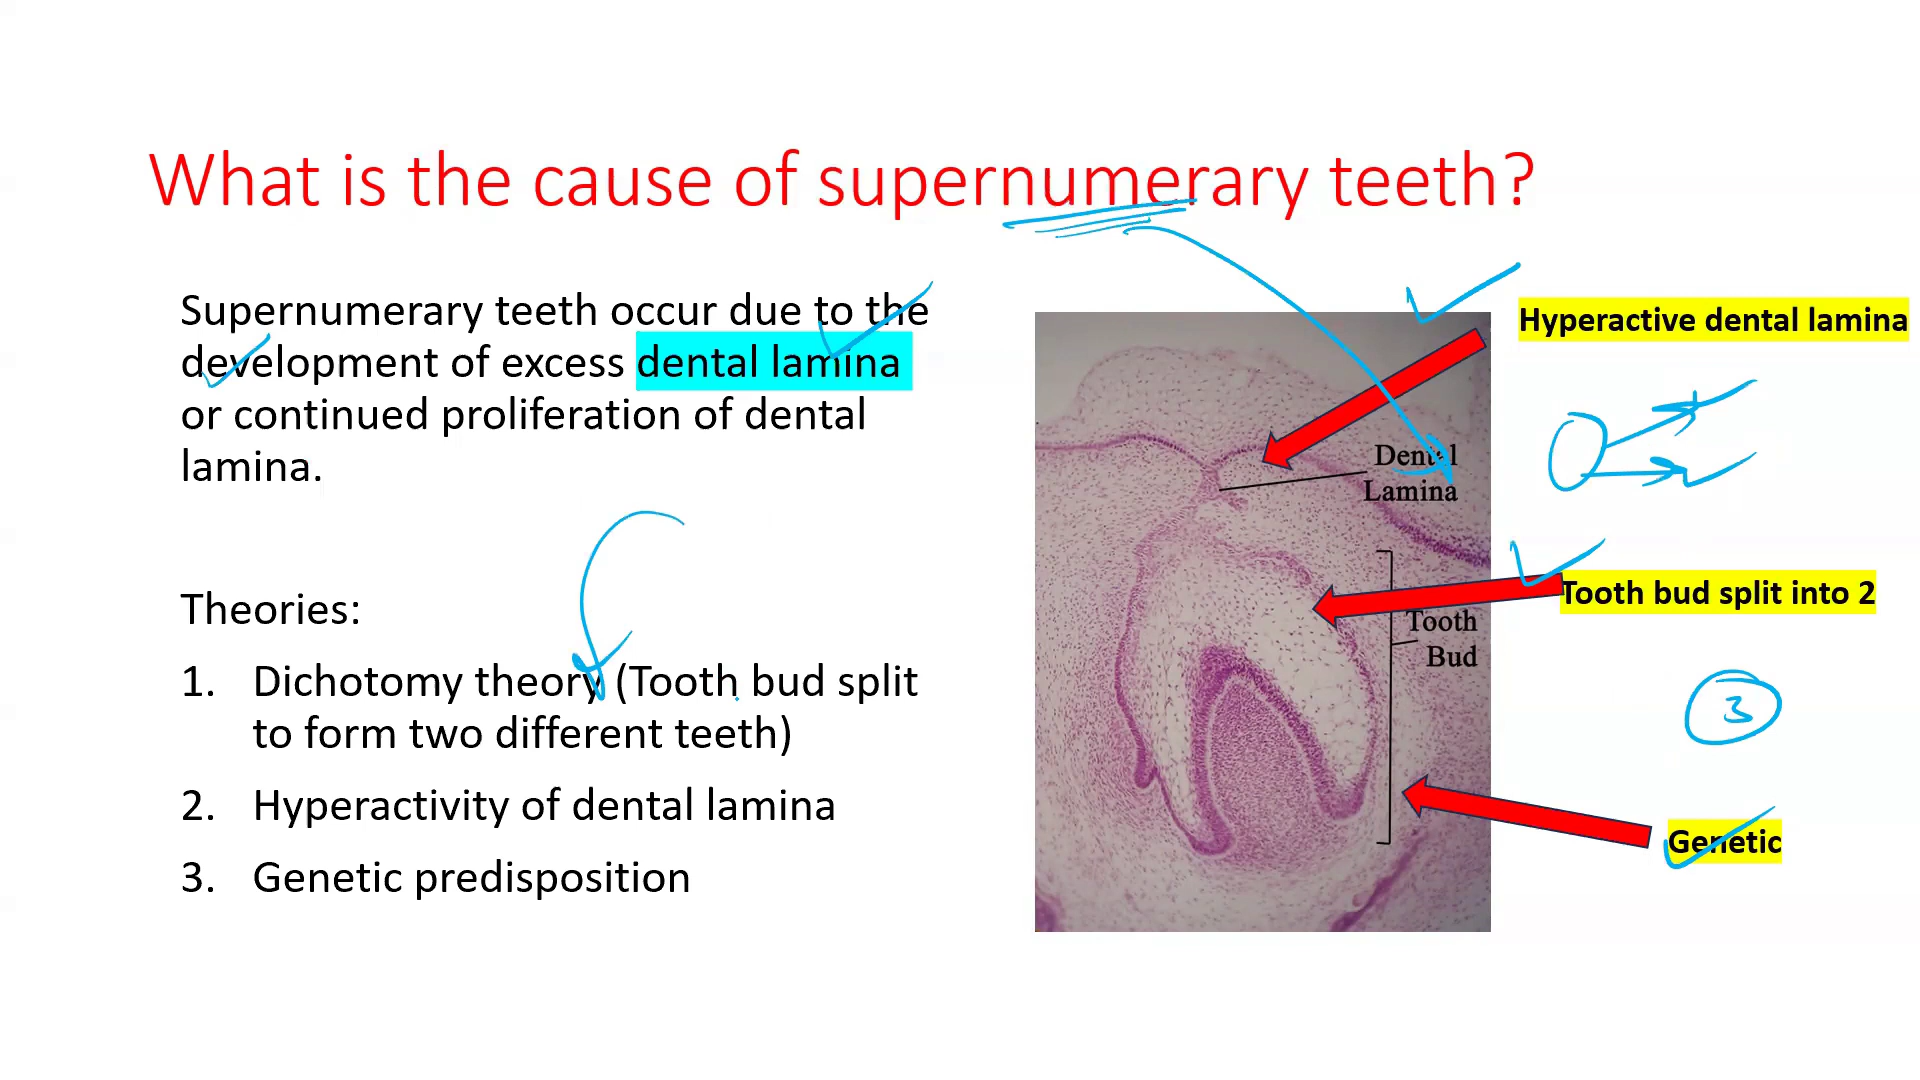 What is the cause of supernumerary teeth?
Supernumerary teeth occur due to the
development of excess dental lamina
or continued proliferation of dental
lamina.
Theories:
1. Dichotomy theory (Tooth bud split
to form two different teeth)
2. Hyperactivity of dental lamina
3. Genetic predisposition
Hyperactive dental lamina
Dental
Lamina
Tooth bud split into 2
Tooth
Bud
3
Genetic